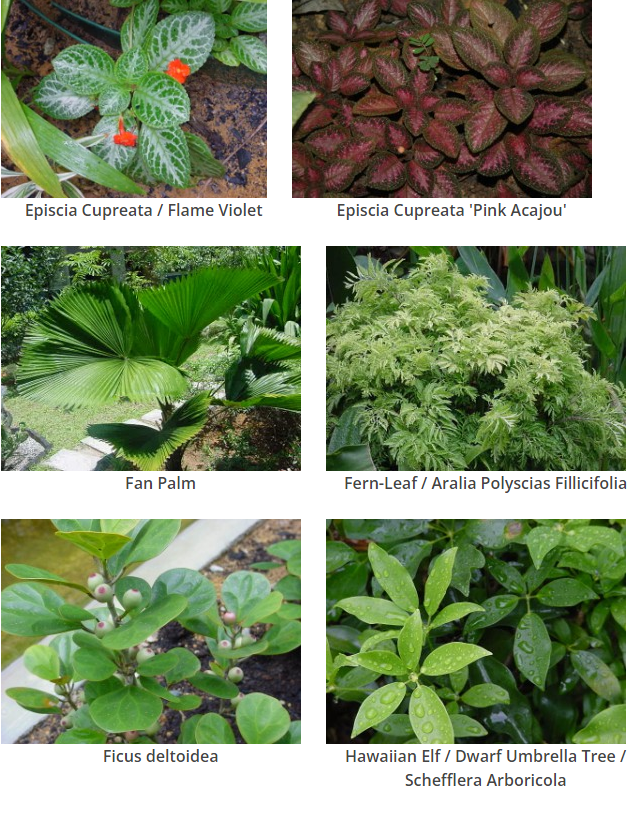 Episcia Cupreata / Flame Violet
Episcia Cupreata 'Pink Acajou'
Fan Palm
Fern-Leaf / Aralia Polyscias Fillicifolia
Ficus deltoidea
Hawaiian Elf / Dwarf Umbrella Tree /
Schefflera Arboricola